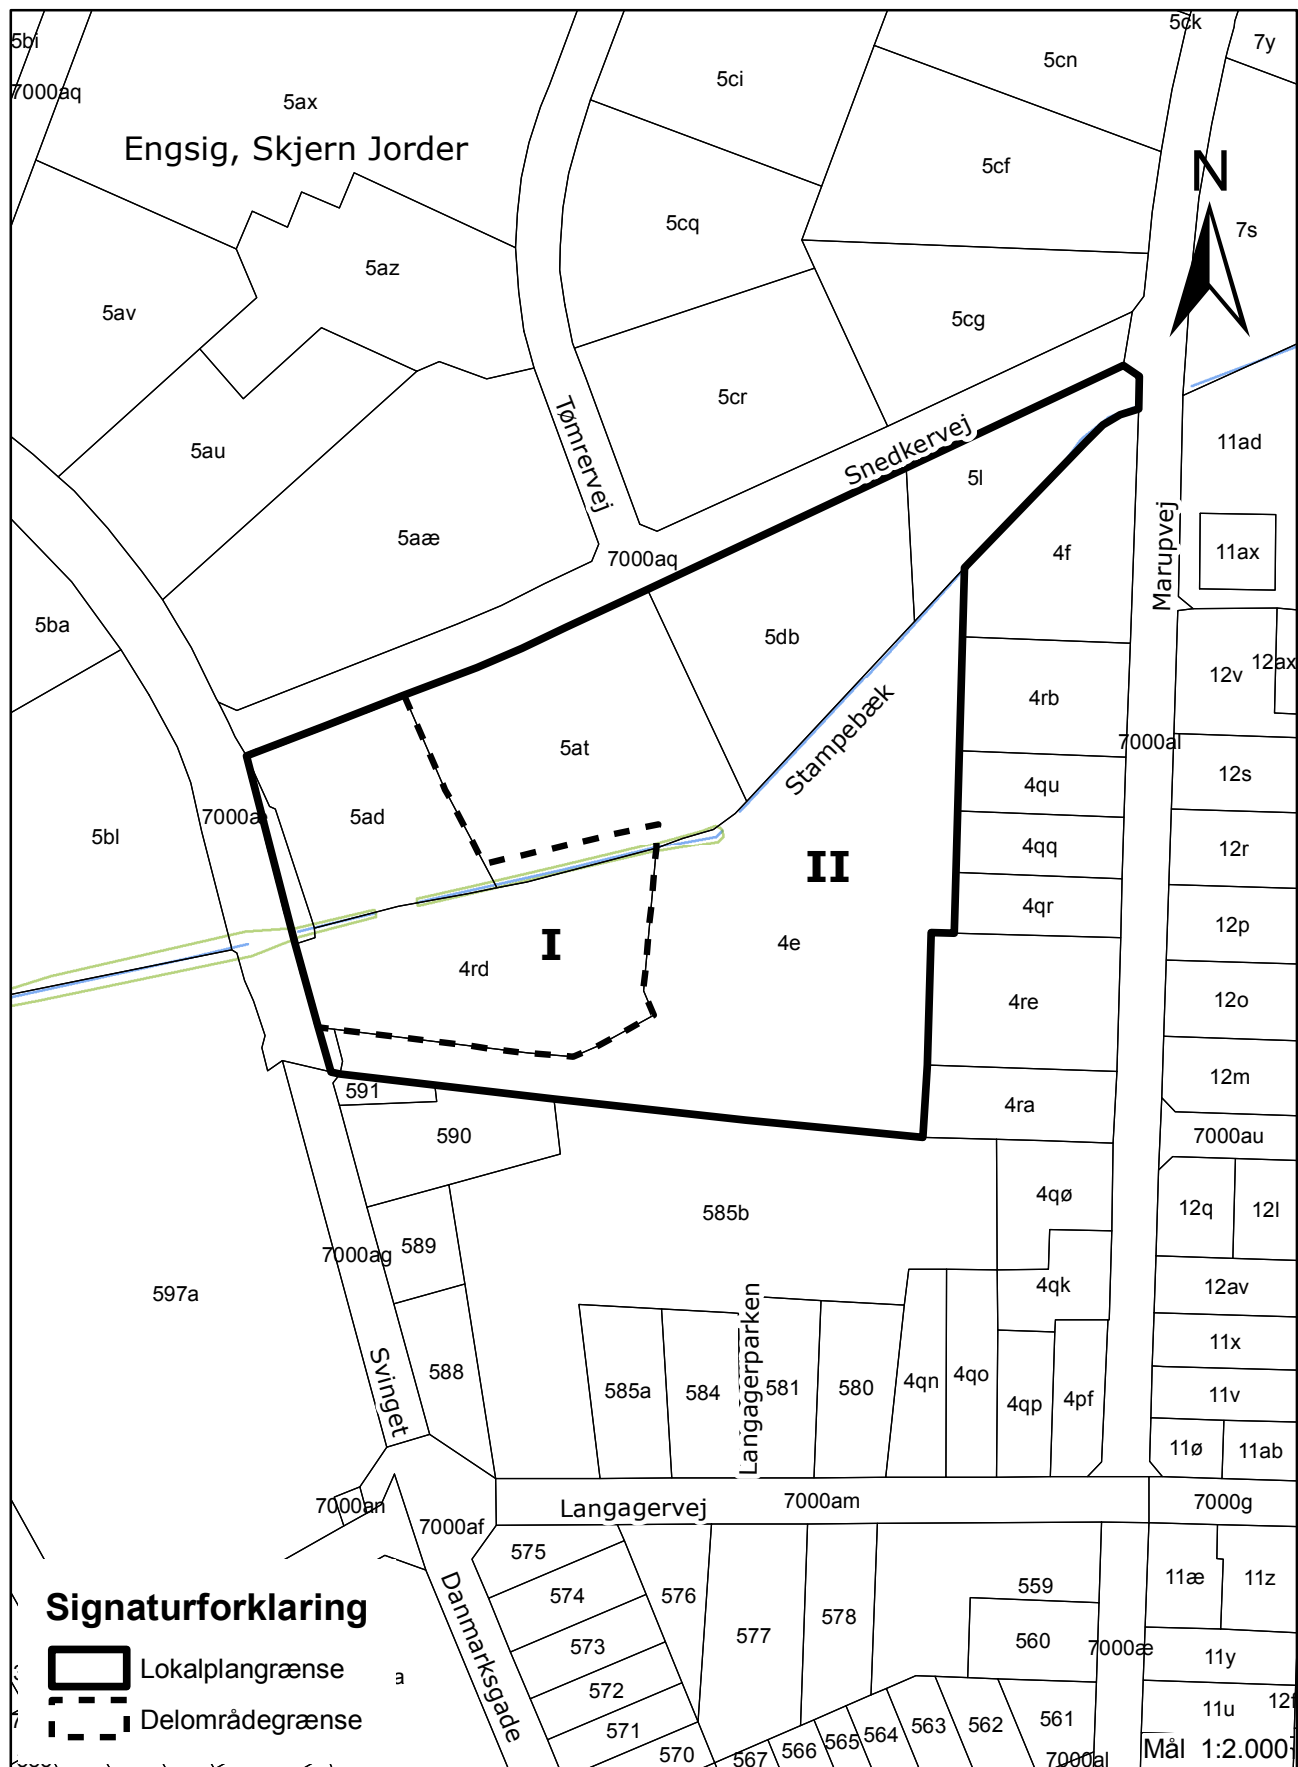 5bi
5ck
7y
7000aq
5ax
5ci
5cn
Engsig, Skjern Jorder
5cf
N
5cq
7s
5az
5av
5cg
5cr
Tømrervej
Snedkervej
5au
5l
11ad
5aæ
7000aq
4f
11ax
Marupvej
5ba
5db
12v
12ax
4rb
Stampebæk
7000al
5at
12s
4qu
5bl
5ad
4qq
12r
II
4qr
12p
I
4e
4rd
4re
12o
12m
591
4ra
590
7000au
4qø
585b
12q
12l
7000ag
589
597a
4qk
12av
11x
Svinget
588
585a
584
Langagerparken
581
580
4qn
4qo
4qp
4pf
11v
11ø
11ab
7000an
Langagervej
7000am
7000g
7000af
575
574
576
559
11æ
11z
Danmarksgade
577
578
573
560
7000æ
11y
Signaturforklaring
Lokalplangrænse
Delområdegrænse
572
571
570
567
566
565
564
563
562
561
11u
7000al
Mål 1:2.000